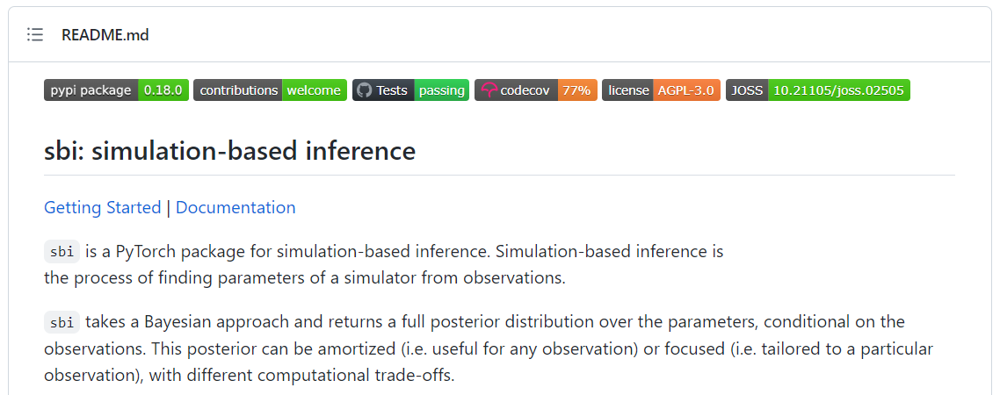 README.md
pypi package 0.18.0 contributions welcome Tests passing codecov 77% license AGPL-3.0 JOSS 10.21105/joss.02505
sbi: simulation-based inference
Getting Started | Documentation
sbi is a PyTorch package for simulation-based inference. Simulation-based inference is
the process of finding parameters of a simulator from observations.
sbi takes a Bayesian approach and returns a full posterior distribution over the parameters, conditional on the
observations. This posterior can be amortized (i.e. useful for any observation) or focused (i.e. tailored to a particular
observation), with different computational trade-offs.